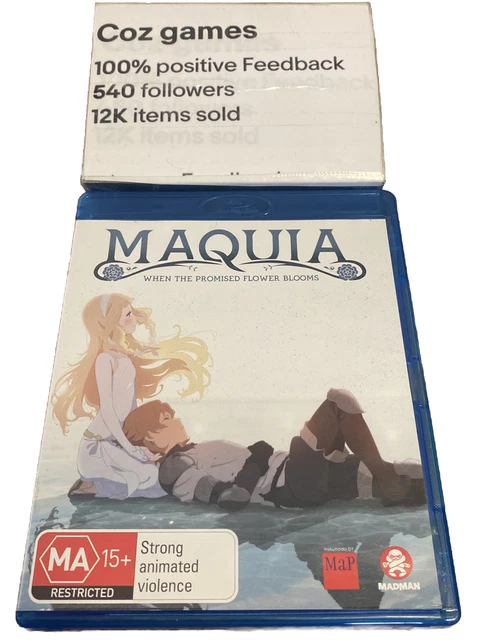 Coz games
100% positive Feedback
540 followers
12K items sold
MAQUIA
WHEN THE PROMISED FLOWER BLOOMS
MA 15+
RESTRICTED
Strong
animated
violence
MaP
MADMAN